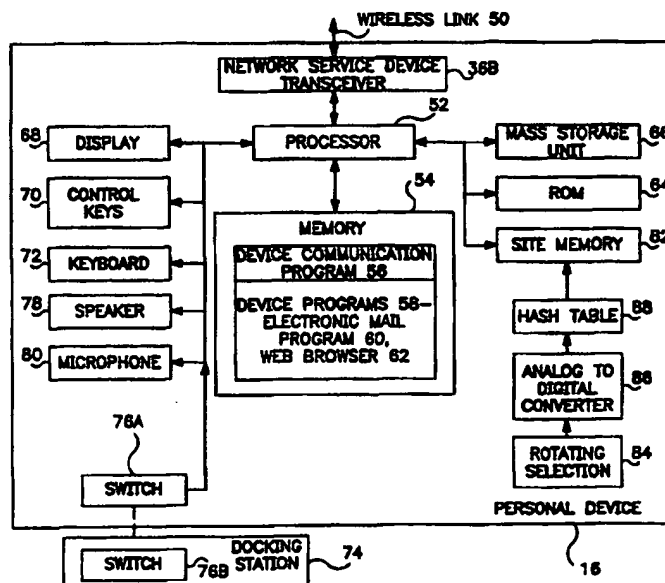 WIRELESS LINK 50
NETWORK SERVICE DEVICE
TRANSCEIVER
36B
52
PROCESSOR
68
DISPLAY
70
CONTROL
KEYS
72
KEYBOARD
78
SPEAKER
80
MICROPHONE
54
MEMORY
DEVICE COMMUNICATION
PROGRAM 56
DEVICE PROGRAMS 58-
ELECTRONIC MAIL
PROGRAM 60,
WEB BROWSER 62
MASS STORAGE
UNIT
66
ROM
64
SITE MEMORY
82
HASH TABLE
88
ANALOG TO
DIGITAL
CONVERTER
86
ROTATING
SELECTION
84
76A
SWITCH
PERSONAL DEVICE
16
DOCKING
STATION
74
SWITCH
76B